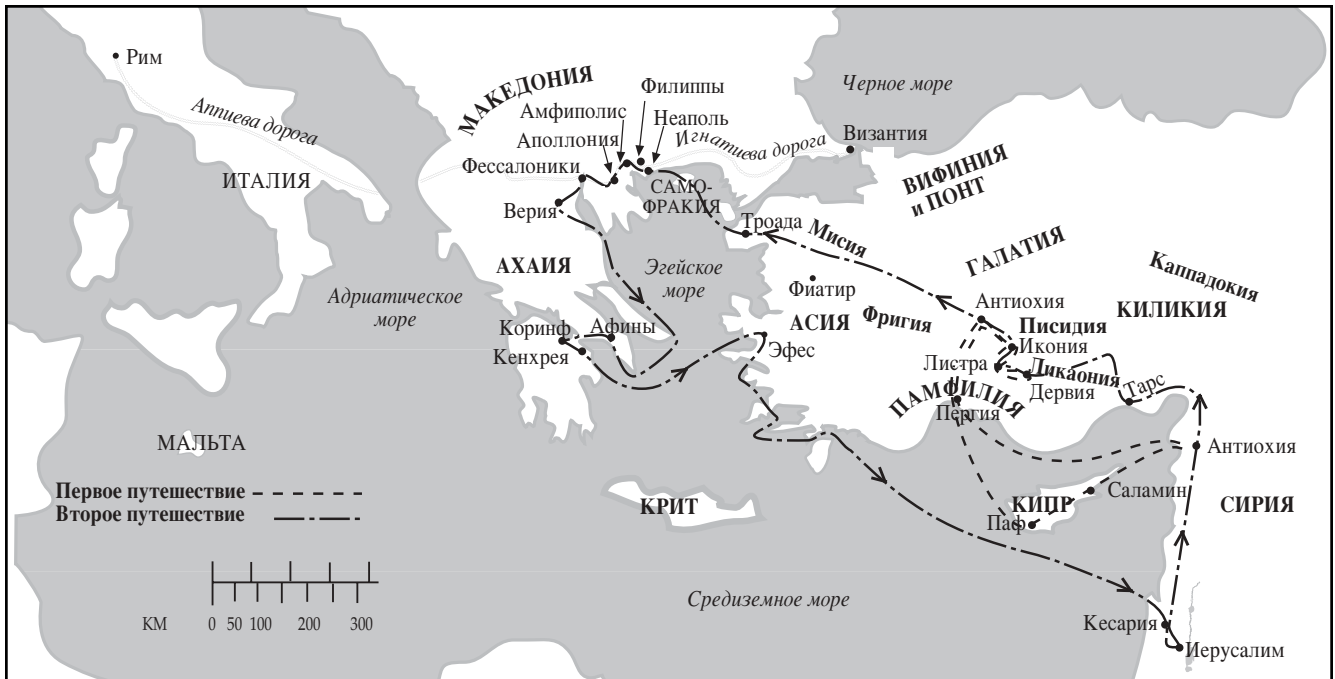 Рим
Аппиева дорога
ИТАЛИЯ
МАКЕДОНИЯ
Филиппы
Амфиполис
Неаполь
Аполлония
Игнатиева дорога
Фессалоники
Черное море
Византия
ВИФИНИЯ
и ПОНТ
САМО-
ФРАКИЯ
Верия
Троада
Мисия
ГАЛАТИЯ
Каппадокия
АХАИЯ
Эгейское
море
Фиатир
Адриатическое
море
Антиохия
КИЛИКИЯ
АСИЯ
Фригия
Писидия
Коринф
Афины
Икония
Кенхрея
Эфес
Листра
Ликаония
Дервия
Тарс
ПАМФИЛИЯ
Пергия
МАЛЬТА
Антиохия
Первое путешествие
Второе путешествие
Саламин
КРИТ
КИПР
СИРИЯ
Паф
Средиземное море
КМ 0 50 100 200 300
Кесария
Иерусалим